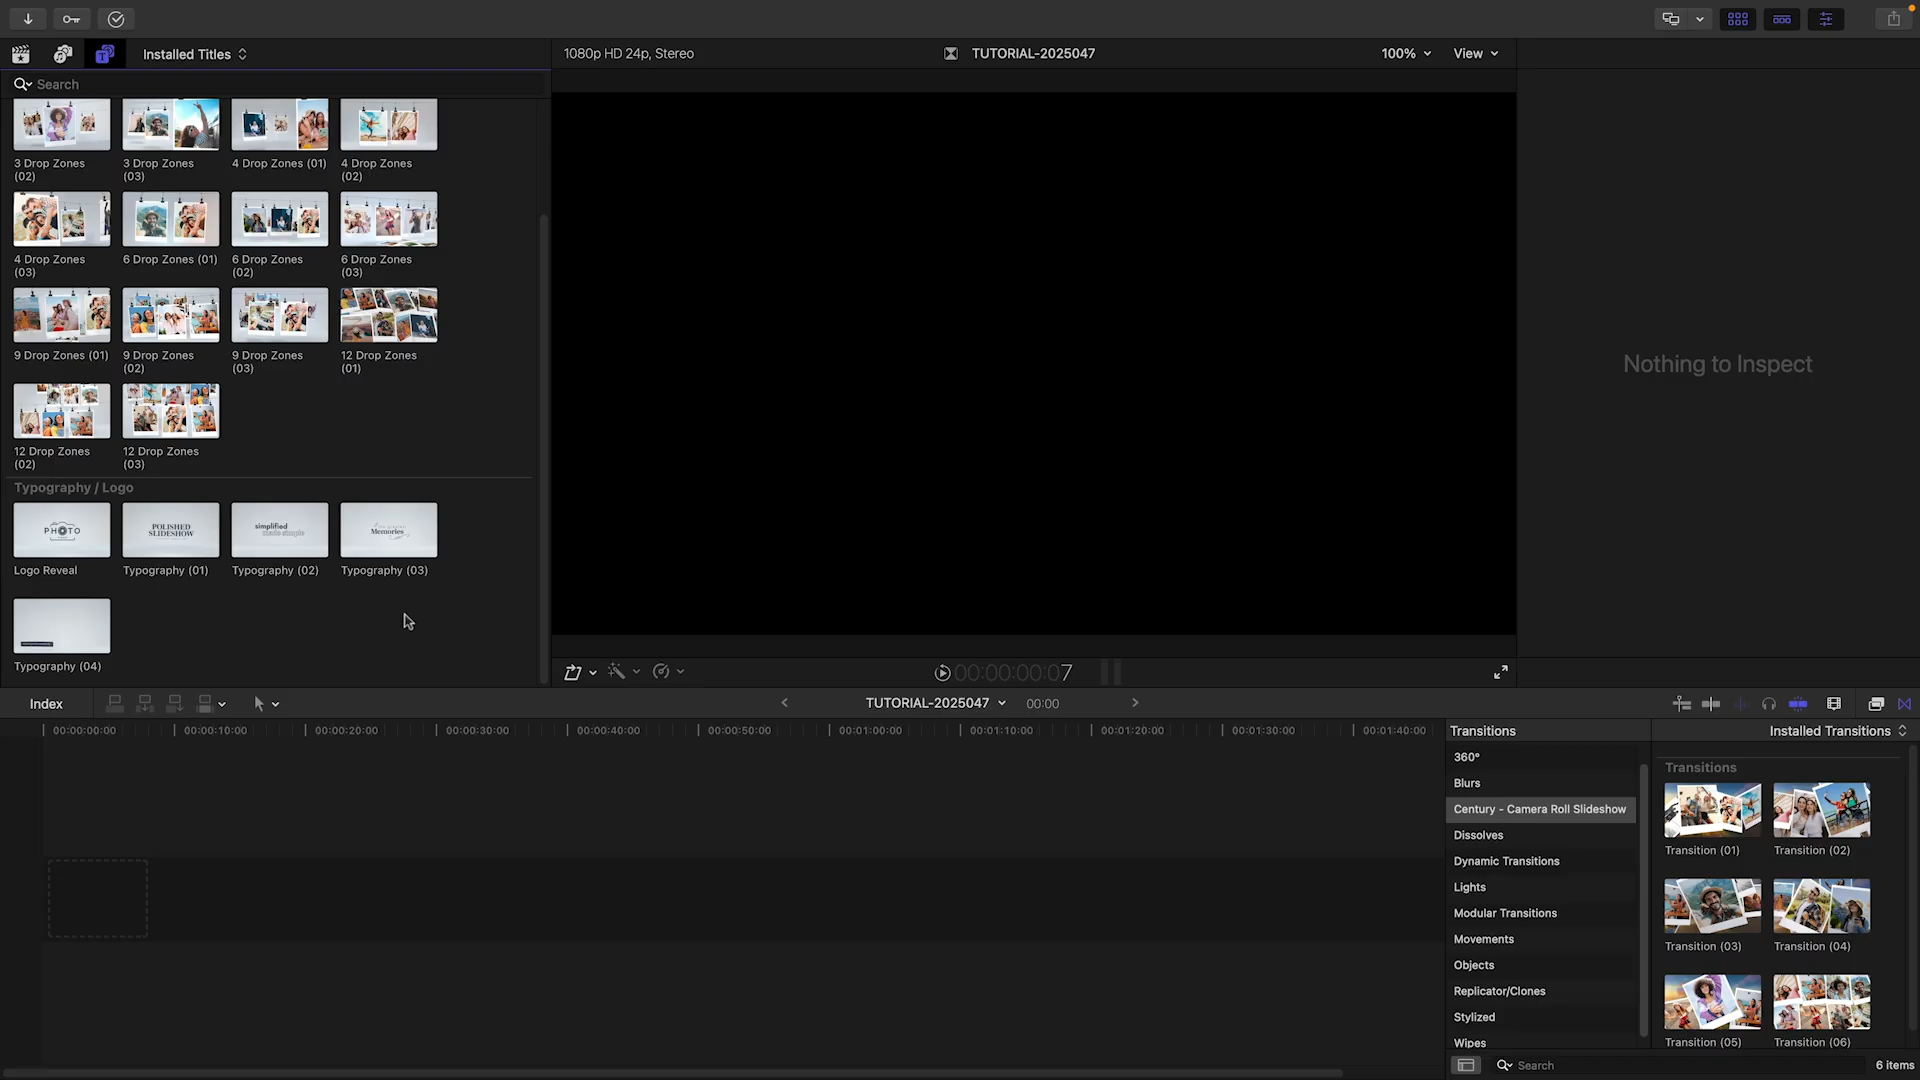 Installed Titles
1080p HD 24p, Stereo
TUTORIAL-2025047
100%
View
Search
3 Drop Zones
(02)
3 Drop Zones
(03)
4 Drop Zones (01)
4 Drop Zones
(02)
4 Drop Zones
(03)
6 Drop Zones (01)
6 Drop Zones
(02)
6 Drop Zones
(03)
9 Drop Zones (01)
9 Drop Zones
(02)
9 Drop Zones
(03)
12 Drop Zones
(01)
12 Drop Zones
(02)
12 Drop Zones
(03)
Typography / Logo
PHOTO
POLISHED
SLIDESHOW
simplified
made simple
Memories
Logo Reveal
Typography (01)
Typography (02)
Typography (03)
Typography (04)
Nothing to Inspect
00:00:00:07
Index
TUTORIAL-2025047
00:00
00:00:00:00
00:00:10:00
00:00:20:00
00:00:30:00
00:00:40:00
00:00:50:00
00:01:00:00
00:01:10:00
00:01:20:00
00:01:30:00
00:01:40:00
Transitions
Installed Transitions
360°
Blurs
Century - Camera Roll Slideshow
Dissolves
Dynamic Transitions
Lights
Modular Transitions
Movements
Objects
Replicator/Clones
Stylized
Wipes
Transitions
Transition (01)
Transition (02)
Transition (03)
Transition (04)
Transition (05)
Transition (06)
Search
6 items